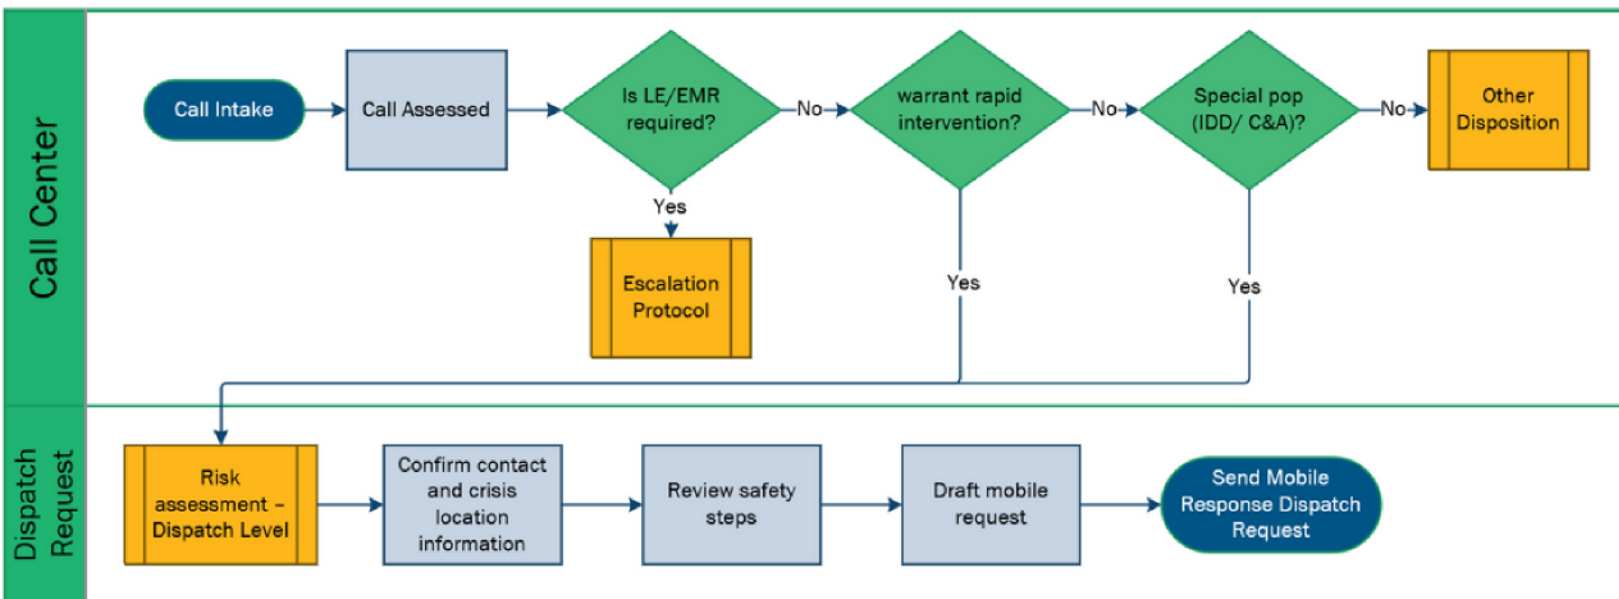 Call Center
Call Intake
Call Assessed
Is LE/EMR
required?
No
warrant rapid
intervention?
No
Special pop
(IDD/ C&A)?
No
Other
Disposition
Yes
Escalation
Protocol
Yes
Yes
Dispatch
Request
Risk
assessment –
Dispatch Level
Confirm contact
and crisis
location
information
Review safety
steps
Draft mobile
request
Send Mobile
Response Dispatch
Request